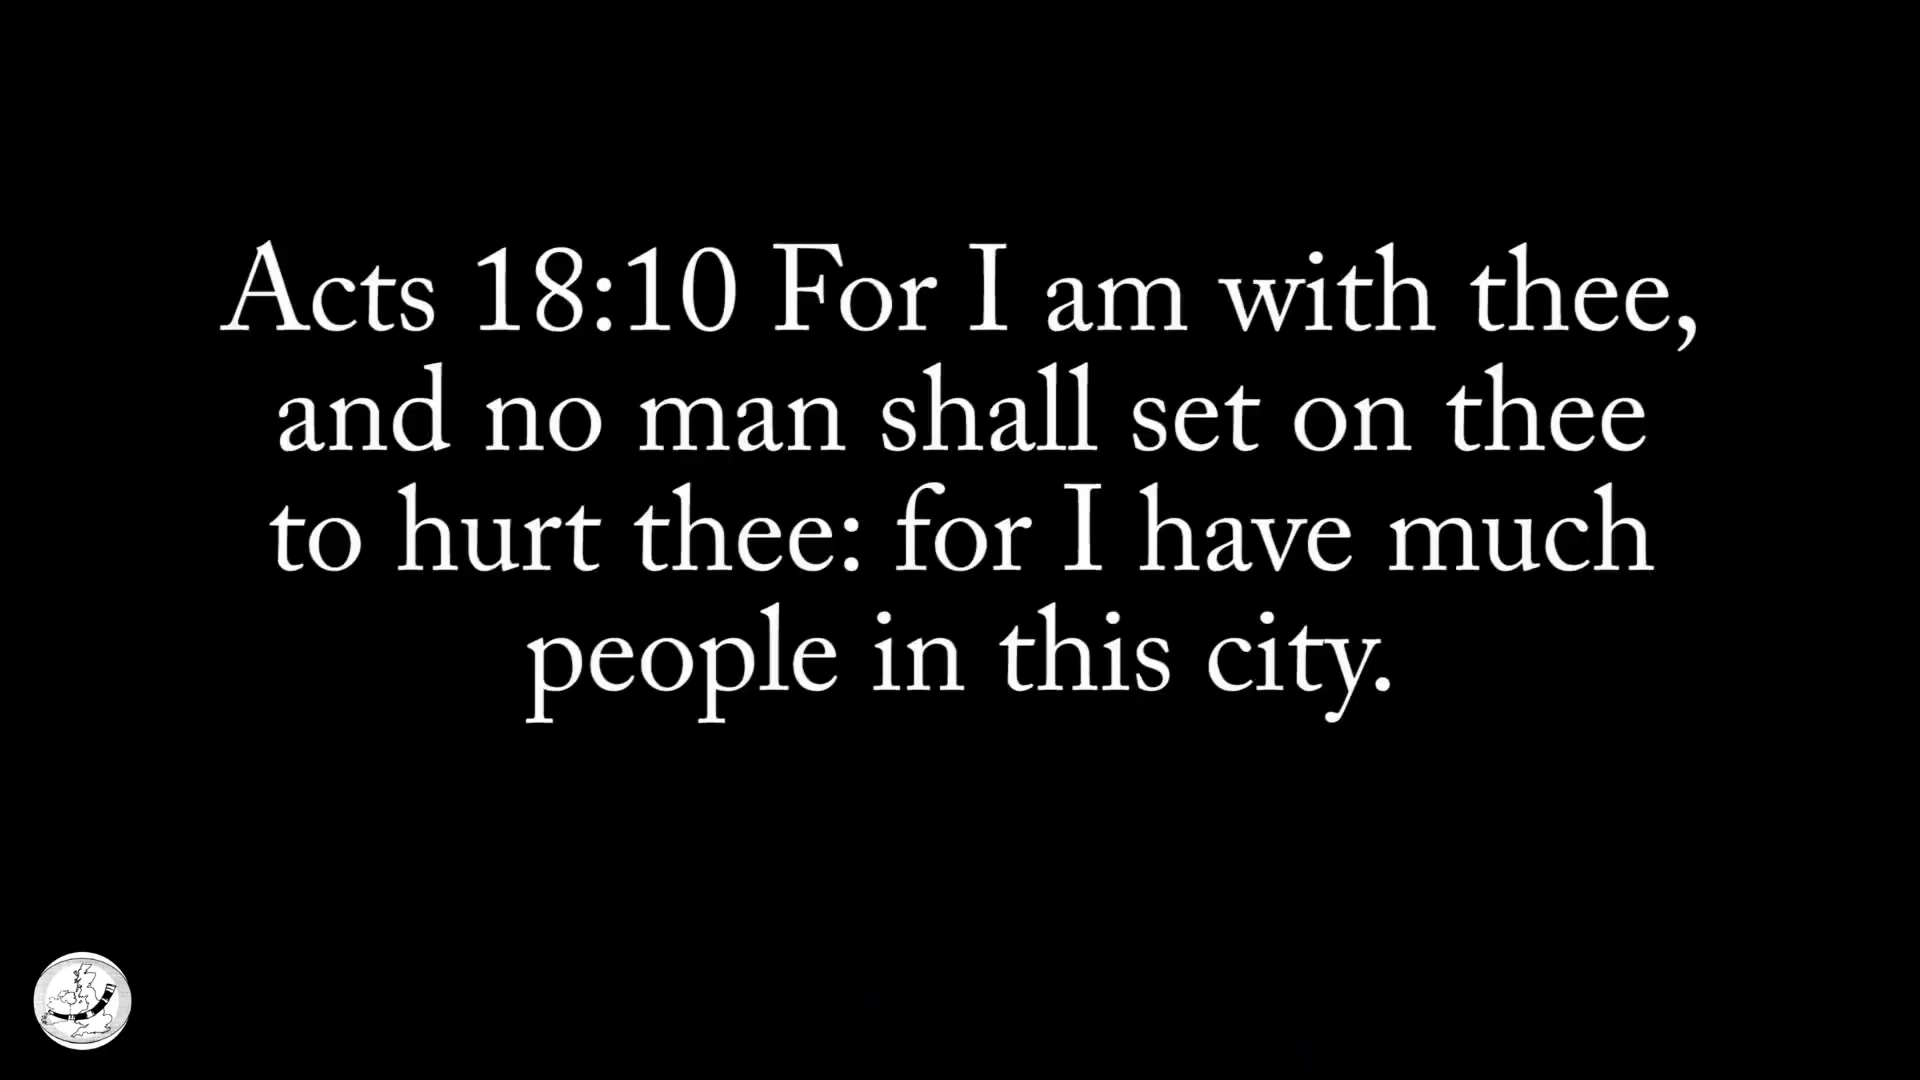 Acts 18:10 For I am with thee,
and no man shall set on thee
to hurt thee: for I have much
people in this city.